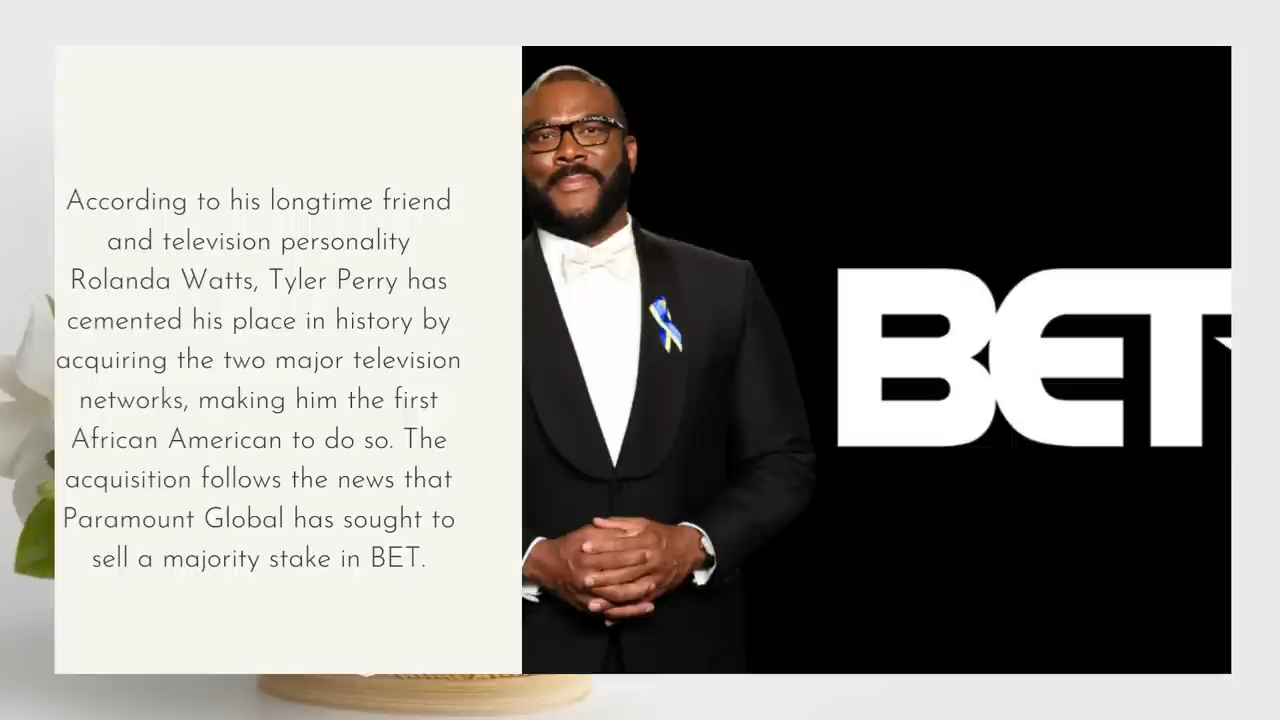 According to his longtime friend
and television personality
Rolanda Watts, Tyler Perry has
cemented his place in history by
acquiring the two major television
networks, making him the first
African American to do so. The
acquisition follows the news that
Paramount Global has sought to
sell a majority stake in BET.
BET